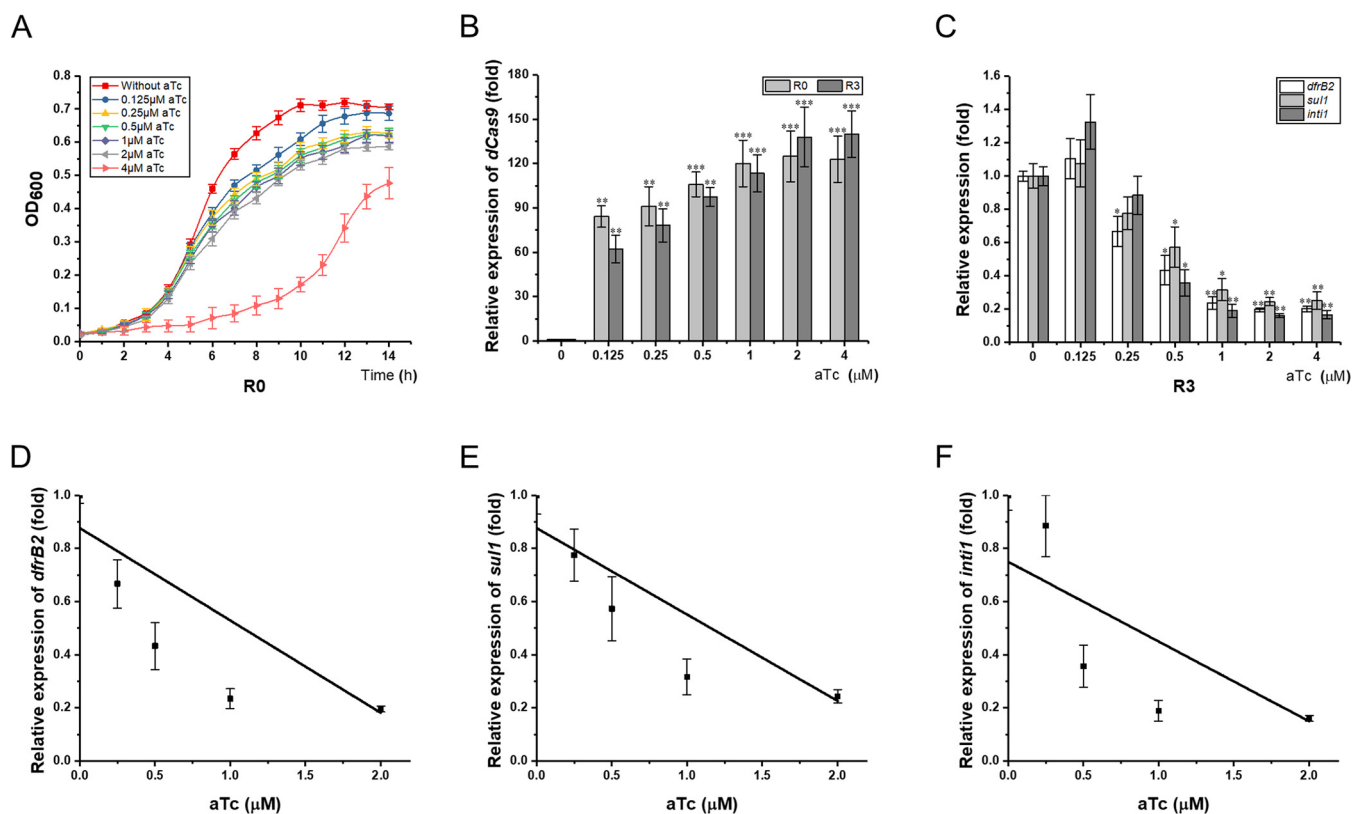 A
OD600
0.8
0.7
0.6
0.5
0.4
0.3
0.2
0.1
0.0
Without aTc
0.125μM aTc
0.25μM aTc
0.5μM aTc
1μM aTc
2μM aTc
4μM aTc
0 2 4 6 8 10 12 14
R0 Time (h)
B
Relative expression of dCas9 (fold)
180
150
120
90
60
30
0
R0 R3
** ** ** ** *** ** *** *** *** *** *** ***
0 0.125 0.25 0.5 1 2 4
aTc (μM)
C
Relative expression (fold)
1.6
1.4
1.2
1.0
0.8
0.6
0.4
0.2
0.0
dfrB2
sul1
inti1
* * * * ** * ** ** ** ** ** ** **
0 0.125 0.25 0.5 1 2 4
R3 aTc (μM)
D
Relative expression of dfrB2 (fold)
1.0
0.8
0.6
0.4
0.2
0.0
0.0 0.5 1.0 2.0
aTc (μM)
E
Relative expression of sul1 (fold)
1.0
0.8
0.6
0.4
0.2
0.0
0.0 0.5 1.0 2.0
aTc (μM)
F
Relative expression of inti1 (fold)
1.0
0.8
0.6
0.4
0.2
0.0
0.0 0.5 1.0 2.0
aTc (μM)